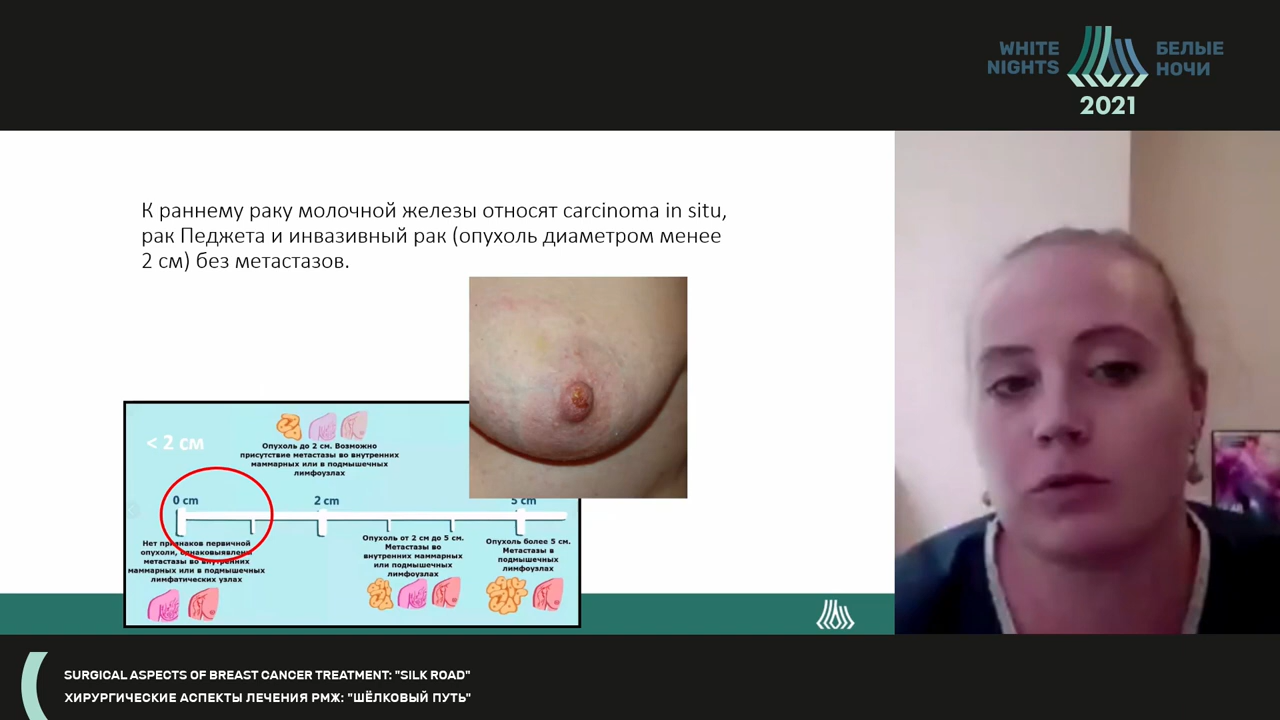 WHITE
NIGHTS
БЕЛЫЕ
НОЧИ
2021
К раннему раку молочной железы относят carcinoma in situ,
рак Педжета и инвазивный рак (опухоль диаметром менее
2 см) без метастазов.
< 2 см
Опухоль до 2 см. Возможно
присутствие метастазы во внутренних
маммарных или в подмышечных
лимфоузлах
0 cm
2 cm
5 cm
Нет признаков первичной
опухоли, однаковыявлены
метастазы во внутренних
маммарных или в подмышечных
лимфатических узлах
Опухоль от 2 см до 5 см.
Метастазы во
внутренних маммарных
или подмышечных
лимфоузлах
Опухоль более 5 см.
Метастазы в
подмышечных
лимфоузлах
SURGICAL ASPECTS OF BREAST CANCER TREATMENT: "SILK ROAD"
ХИРУРГИЧЕСКИЕ АСПЕКТЫ ЛЕЧЕНИЯ РМЖ: "ШЁЛКОВЫЙ ПУТЬ"